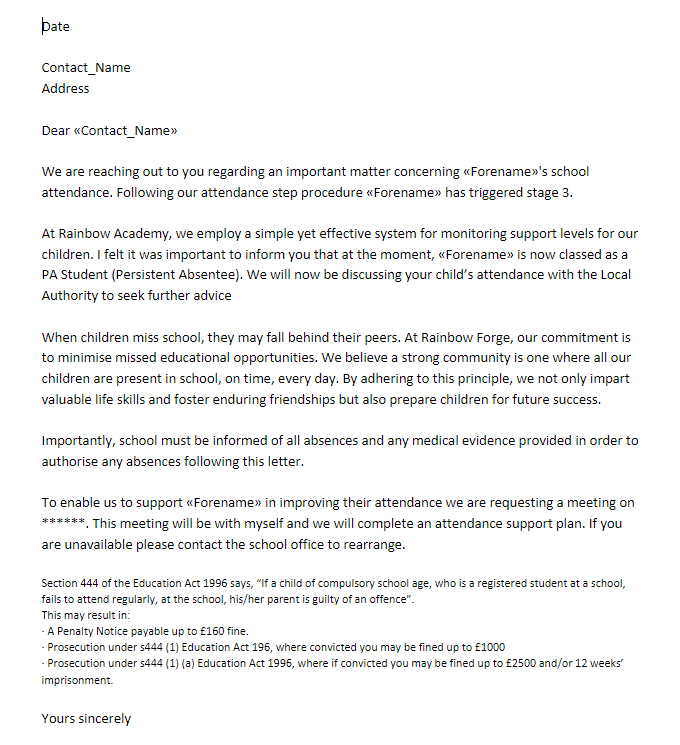 Date
Contact_Name
Address
Dear «Contact_Name»
We are reaching out to you regarding an important matter concerning «Forename»'s school
attendance. Following our attendance step procedure «Forename» has triggered stage 3.
At Rainbow Academy, we employ a simple yet effective system for monitoring support levels for our
children. I felt it was important to inform you that at the moment, «Forename» is now classed as a
PA Student (Persistent Absentee). We will now be discussing your child’s attendance with the Local
Authority to seek further advice
When children miss school, they may fall behind their peers. At Rainbow Forge, our commitment is
to minimise missed educational opportunities. We believe a strong community is one where all our
children are present in school, on time, every day. By adhering to this principle, we not only impart
valuable life skills and foster enduring friendships but also prepare children for future success.
Importantly, school must be informed of all absences and any medical evidence provided in order to
authorise any absences following this letter.
To enable us to support «Forename» in improving their attendance we are requesting a meeting on
******. This meeting will be with myself and we will complete an attendance support plan. If you
are unavailable please contact the school office to rearrange.
Section 444 of the Education Act 1996 says, “If a child of compulsory school age, who is a registered student at a school,
fails to attend regularly, at the school, his/her parent is guilty of an offence”.
This may result in:
- A Penalty Notice payable up to £160 fine.
- Prosecution under s444 (1) Education Act 196, where convicted you may be fined up to £1000
- Prosecution under s444 (1) (a) Education Act 1996, where if convicted you may be fined up to £2500 and/or 12 weeks’
imprisonment.
Yours sincerely